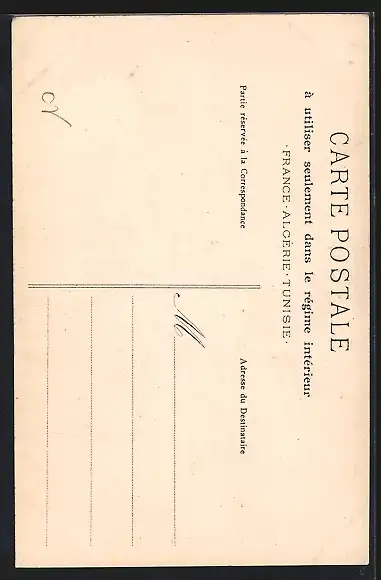 CARTE POSTALE
à utiliser seulement dans le régime intérieur
·FRANCE·ALGÉRIE·TUNISIE·
Partie réservée à la Correspondance
Adresse du Destinataire
M